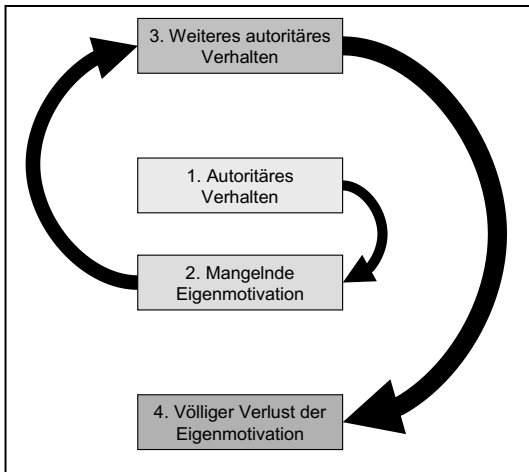 3. Weiteres autoritäres
Verhalten
1. Autoritäres
Verhalten
2. Mangelnde
Eigenmotivation
4. Völliger Verlust der
Eigenmotivation